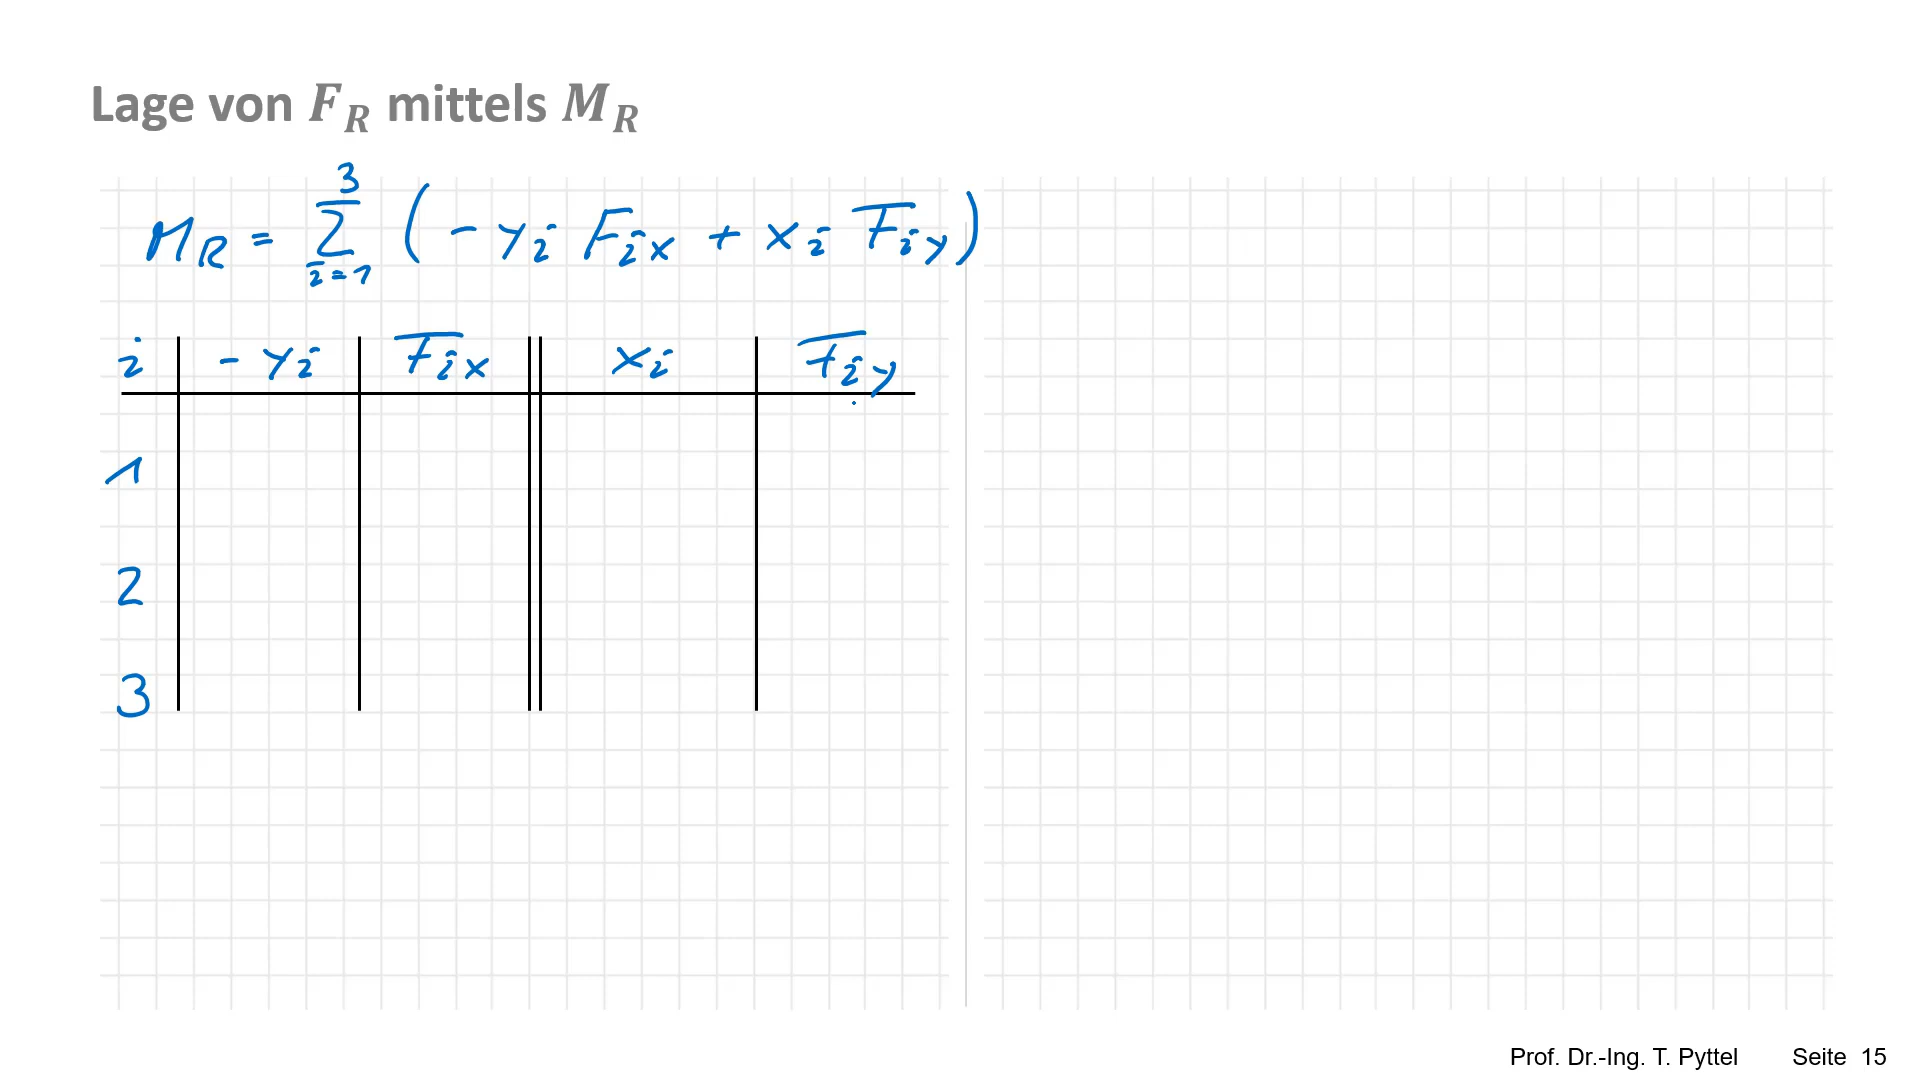 Lage von F_R mittels M_R
M_R = Σ_{i=1}^{3} ( - y_i F_ix + x_i F_iy )
i - y_i F_ix x_i F_iy
1
2
3
Prof. Dr.-Ing. T. Pyttel Seite 15